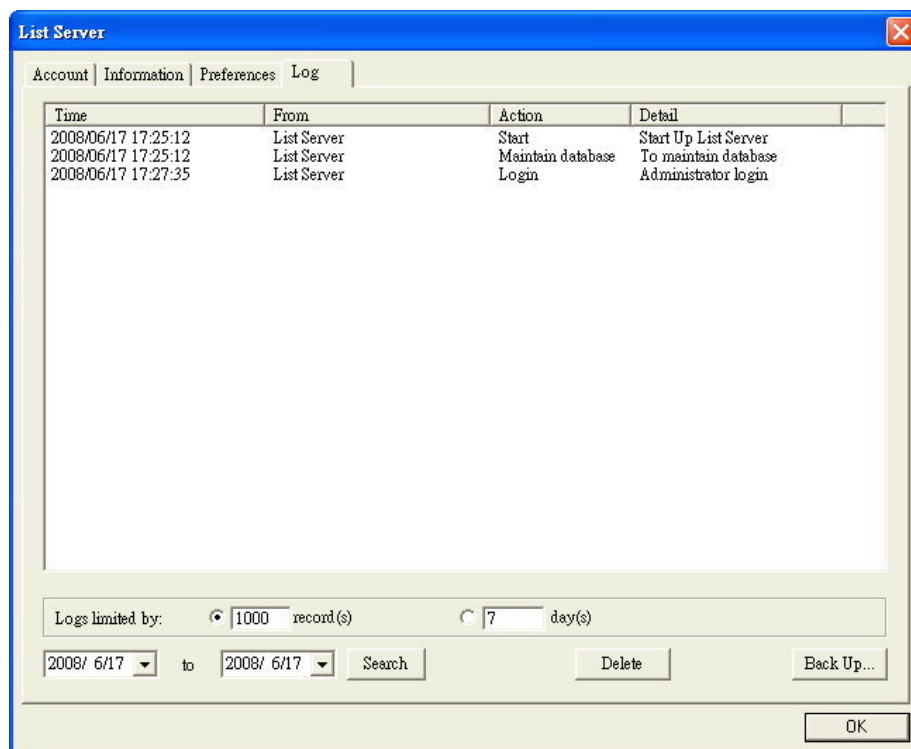 List Server
Account Information Preferences Log
Time From Action Detail
2008/06/17 17:25:12 List Server Start Start Up List Server
2008/06/17 17:25:12 List Server Maintain database To maintain database
2008/06/17 17:27:35 List Server Login Administrator login
Logs limited by: 1000 record(s) 7 day(s)
2008/ 6/17 to 2008/ 6/17 Search Delete Back Up...
OK